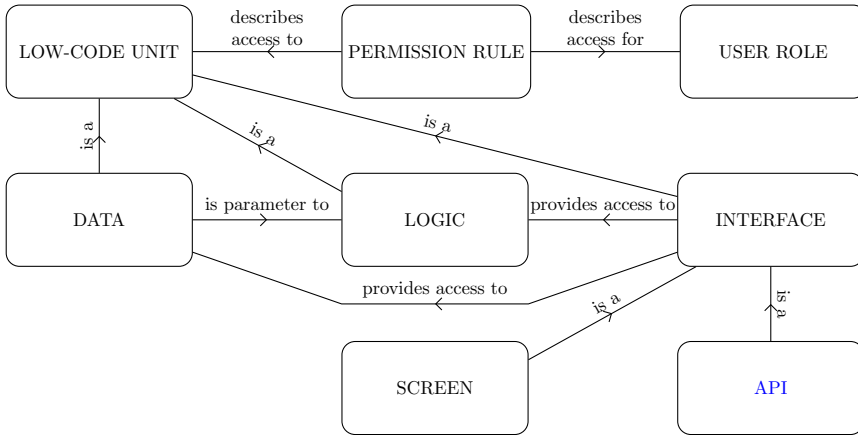 describes
access to
describes
access for
LOW-CODE UNIT
PERMISSION RULE
USER ROLE
is a
is a
is a
DATA
is parameter to
LOGIC
provides access to
INTERFACE
provides access to
is a
is a
SCREEN
API